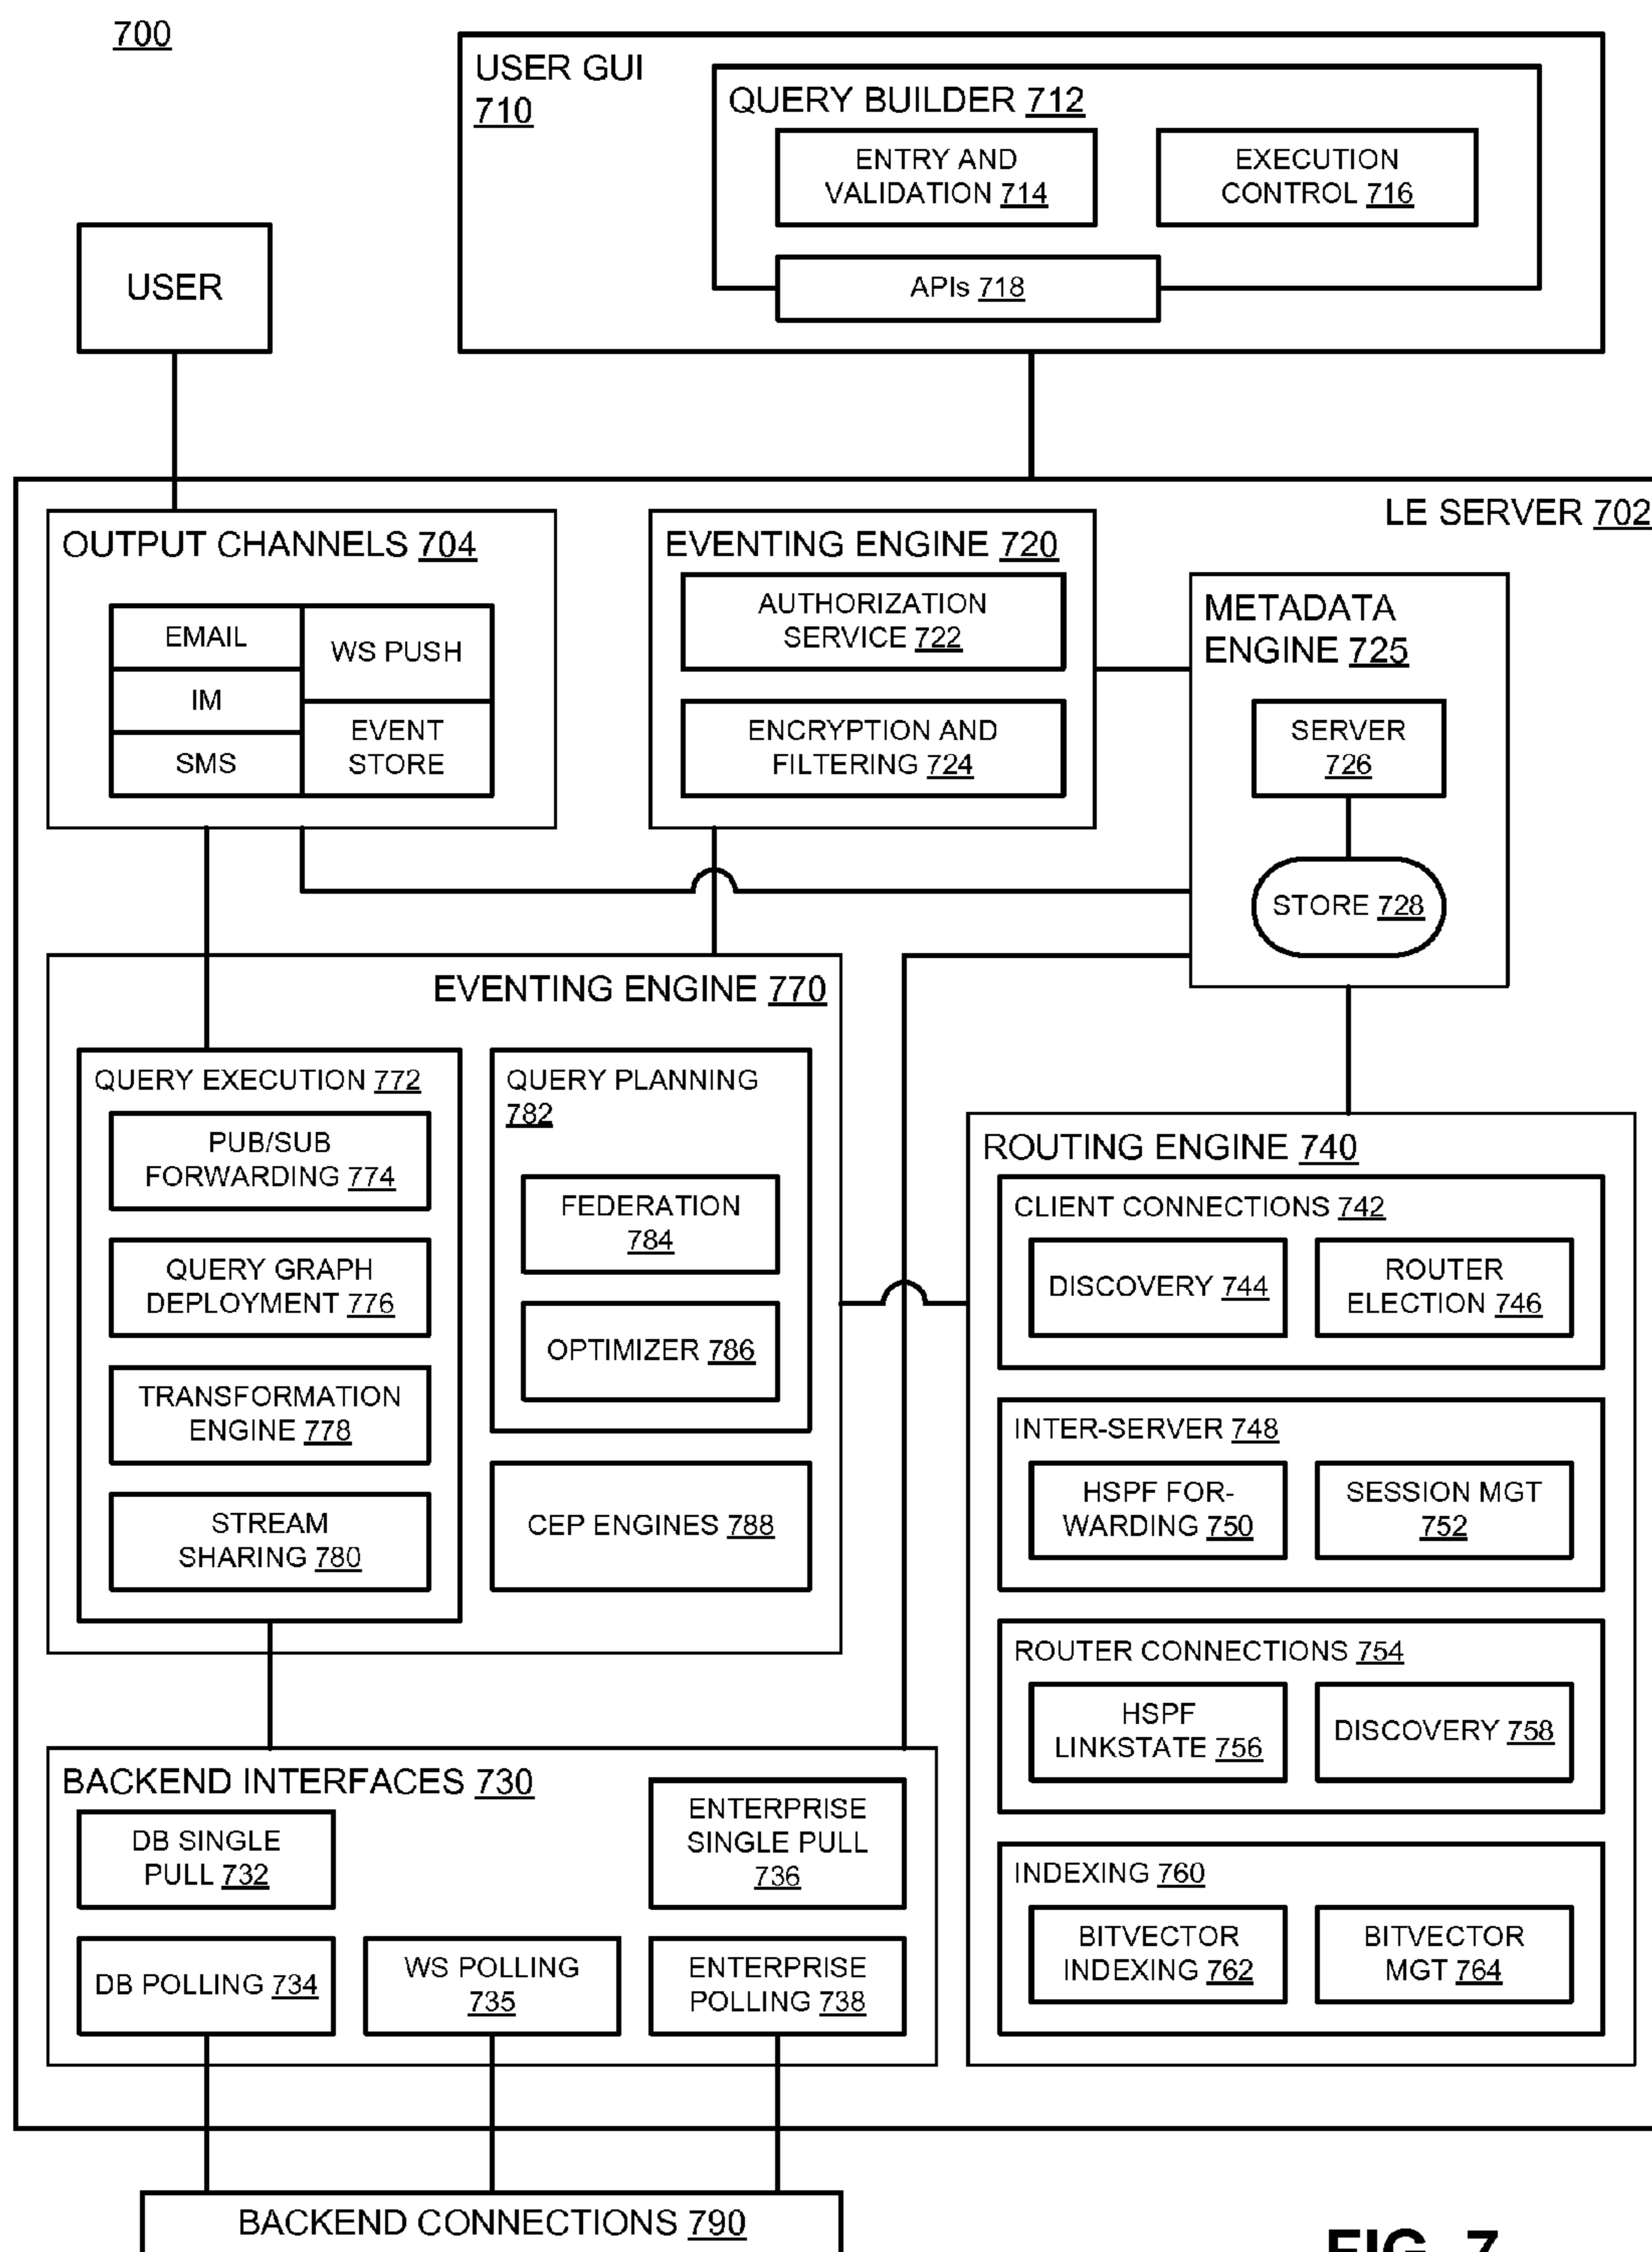 700
USER GUI
710
QUERY BUILDER 712
ENTRY AND
VALIDATION 714
EXECUTION
CONTROL 716
APIs 718
USER
LE SERVER 702
OUTPUT CHANNELS 704
EMAIL
IM
SMS
WS PUSH
EVENT
STORE
EVENTING ENGINE 720
AUTHORIZATION
SERVICE 722
ENCRYPTION AND
FILTERING 724
METADATA
ENGINE 725
SERVER
726
STORE 728
EVENTING ENGINE 770
QUERY EXECUTION 772
PUB/SUB
FORWARDING 774
QUERY GRAPH
DEPLOYMENT 776
TRANSFORMATION
ENGINE 778
STREAM
SHARING 780
QUERY PLANNING
782
FEDERATION
784
OPTIMIZER 786
CEP ENGINES 788
ROUTING ENGINE 740
CLIENT CONNECTIONS 742
DISCOVERY 744
ROUTER
ELECTION 746
INTER-SERVER 748
HSPF FOR-
WARDING 750
SESSION MGT
752
ROUTER CONNECTIONS 754
HSPF
LINKSTATE 756
DISCOVERY 758
INDEXING 760
BITVECTOR
INDEXING 762
BITVECTOR
MGT 764
BACKEND INTERFACES 730
DB SINGLE
PULL 732
ENTERPRISE
SINGLE PULL
736
DB POLLING 734
WS POLLING
735
ENTERPRISE
POLLING 738
BACKEND CONNECTIONS 790
FIG. 7